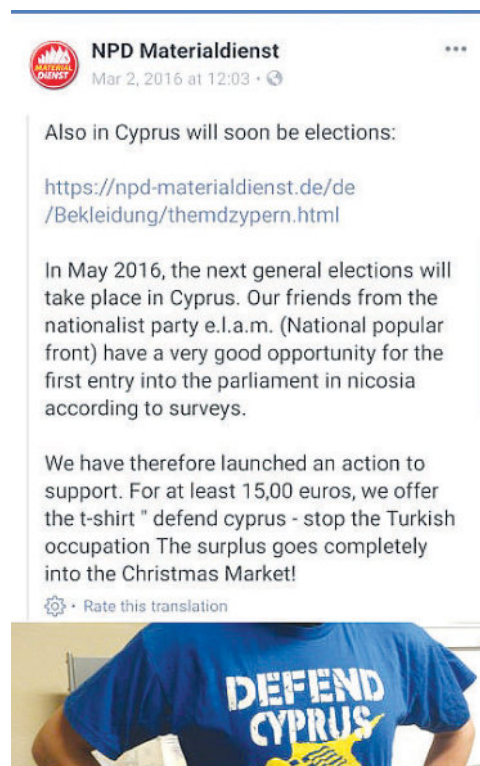 MATERIAL
DIENST
NPD Materialdienst
Mar 2, 2016 at 12:03 ·
Also in Cyprus will soon be elections:
https://npd-materialdienst.de/de
/Bekleidung/themdzypern.html
In May 2016, the next general elections will
take place in Cyprus. Our friends from the
nationalist party e.l.a.m. (National popular
front) have a very good opportunity for the
first entry into the parliament in nicosia
according to surveys.
We have therefore launched an action to
support. For at least 15,00 euros, we offer
the t-shirt " defend cyprus - stop the Turkish
occupation The surplus goes completely
into the Christmas Market!
· Rate this translation
DEFEND
CYPRUS